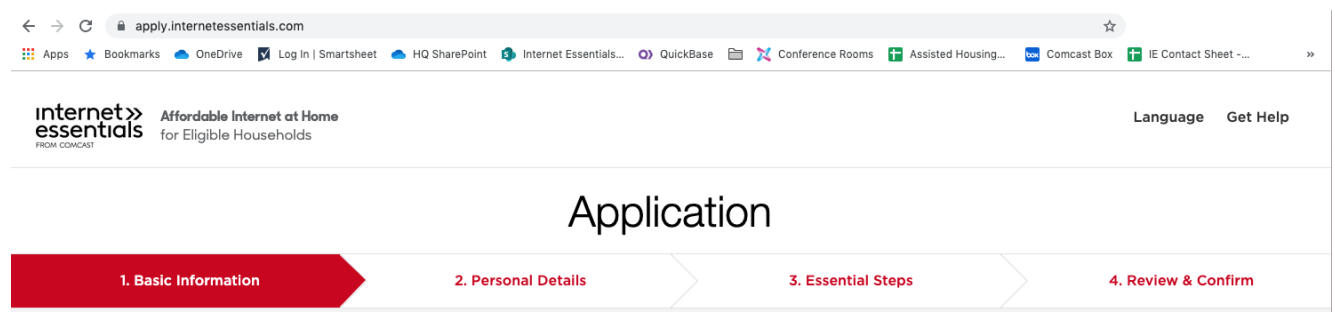 apply.internetessentials.com
Apps Bookmarks OneDrive Log In | Smartsheet HQ SharePoint Internet Essentials... QuickBase Conference Rooms Assisted Housing... box Comcast Box IE Contact Sheet -... »
internet»
essentials
FROM COMCAST
Affordable Internet at Home
for Eligible Households
Language Get Help
Application
1. Basic Information 2. Personal Details 3. Essential Steps 4. Review & Confirm